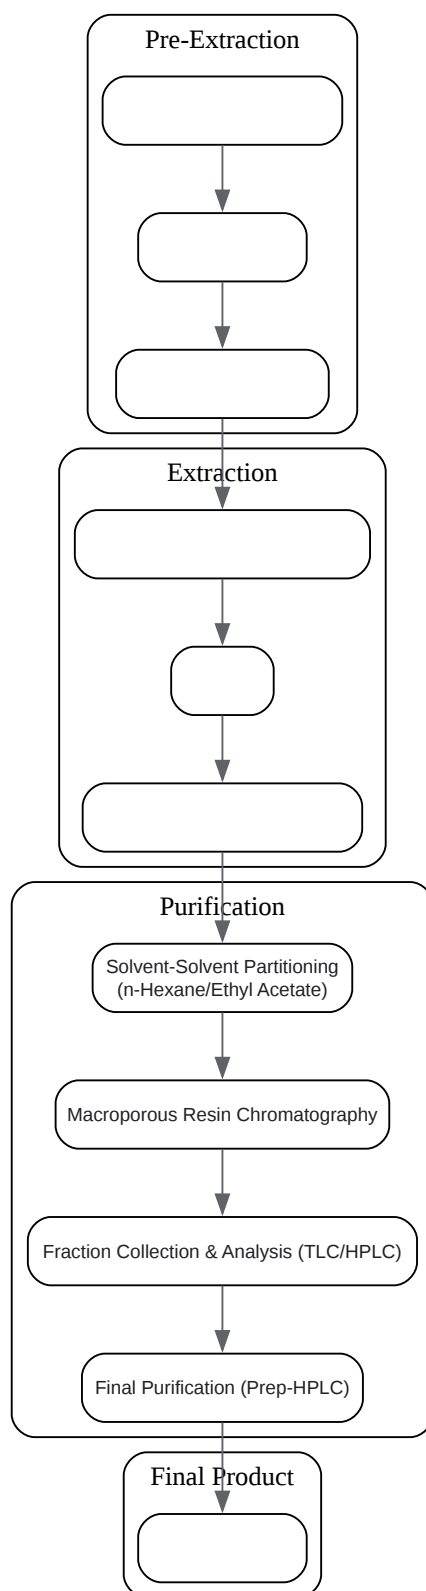 Pre-Extraction
Extraction
Purification
Solvent-Solvent Partitioning
(n-Hexane/Ethyl Acetate)
Macroporous Resin Chromatography
Fraction Collection & Analysis (TLC/HPLC)
Final Purification (Prep-HPLC)
Final Product